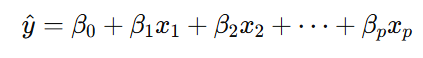 ŷ = β₀ + β₁x₁ + β₂x₂ + ⋯ + βₚxₚ